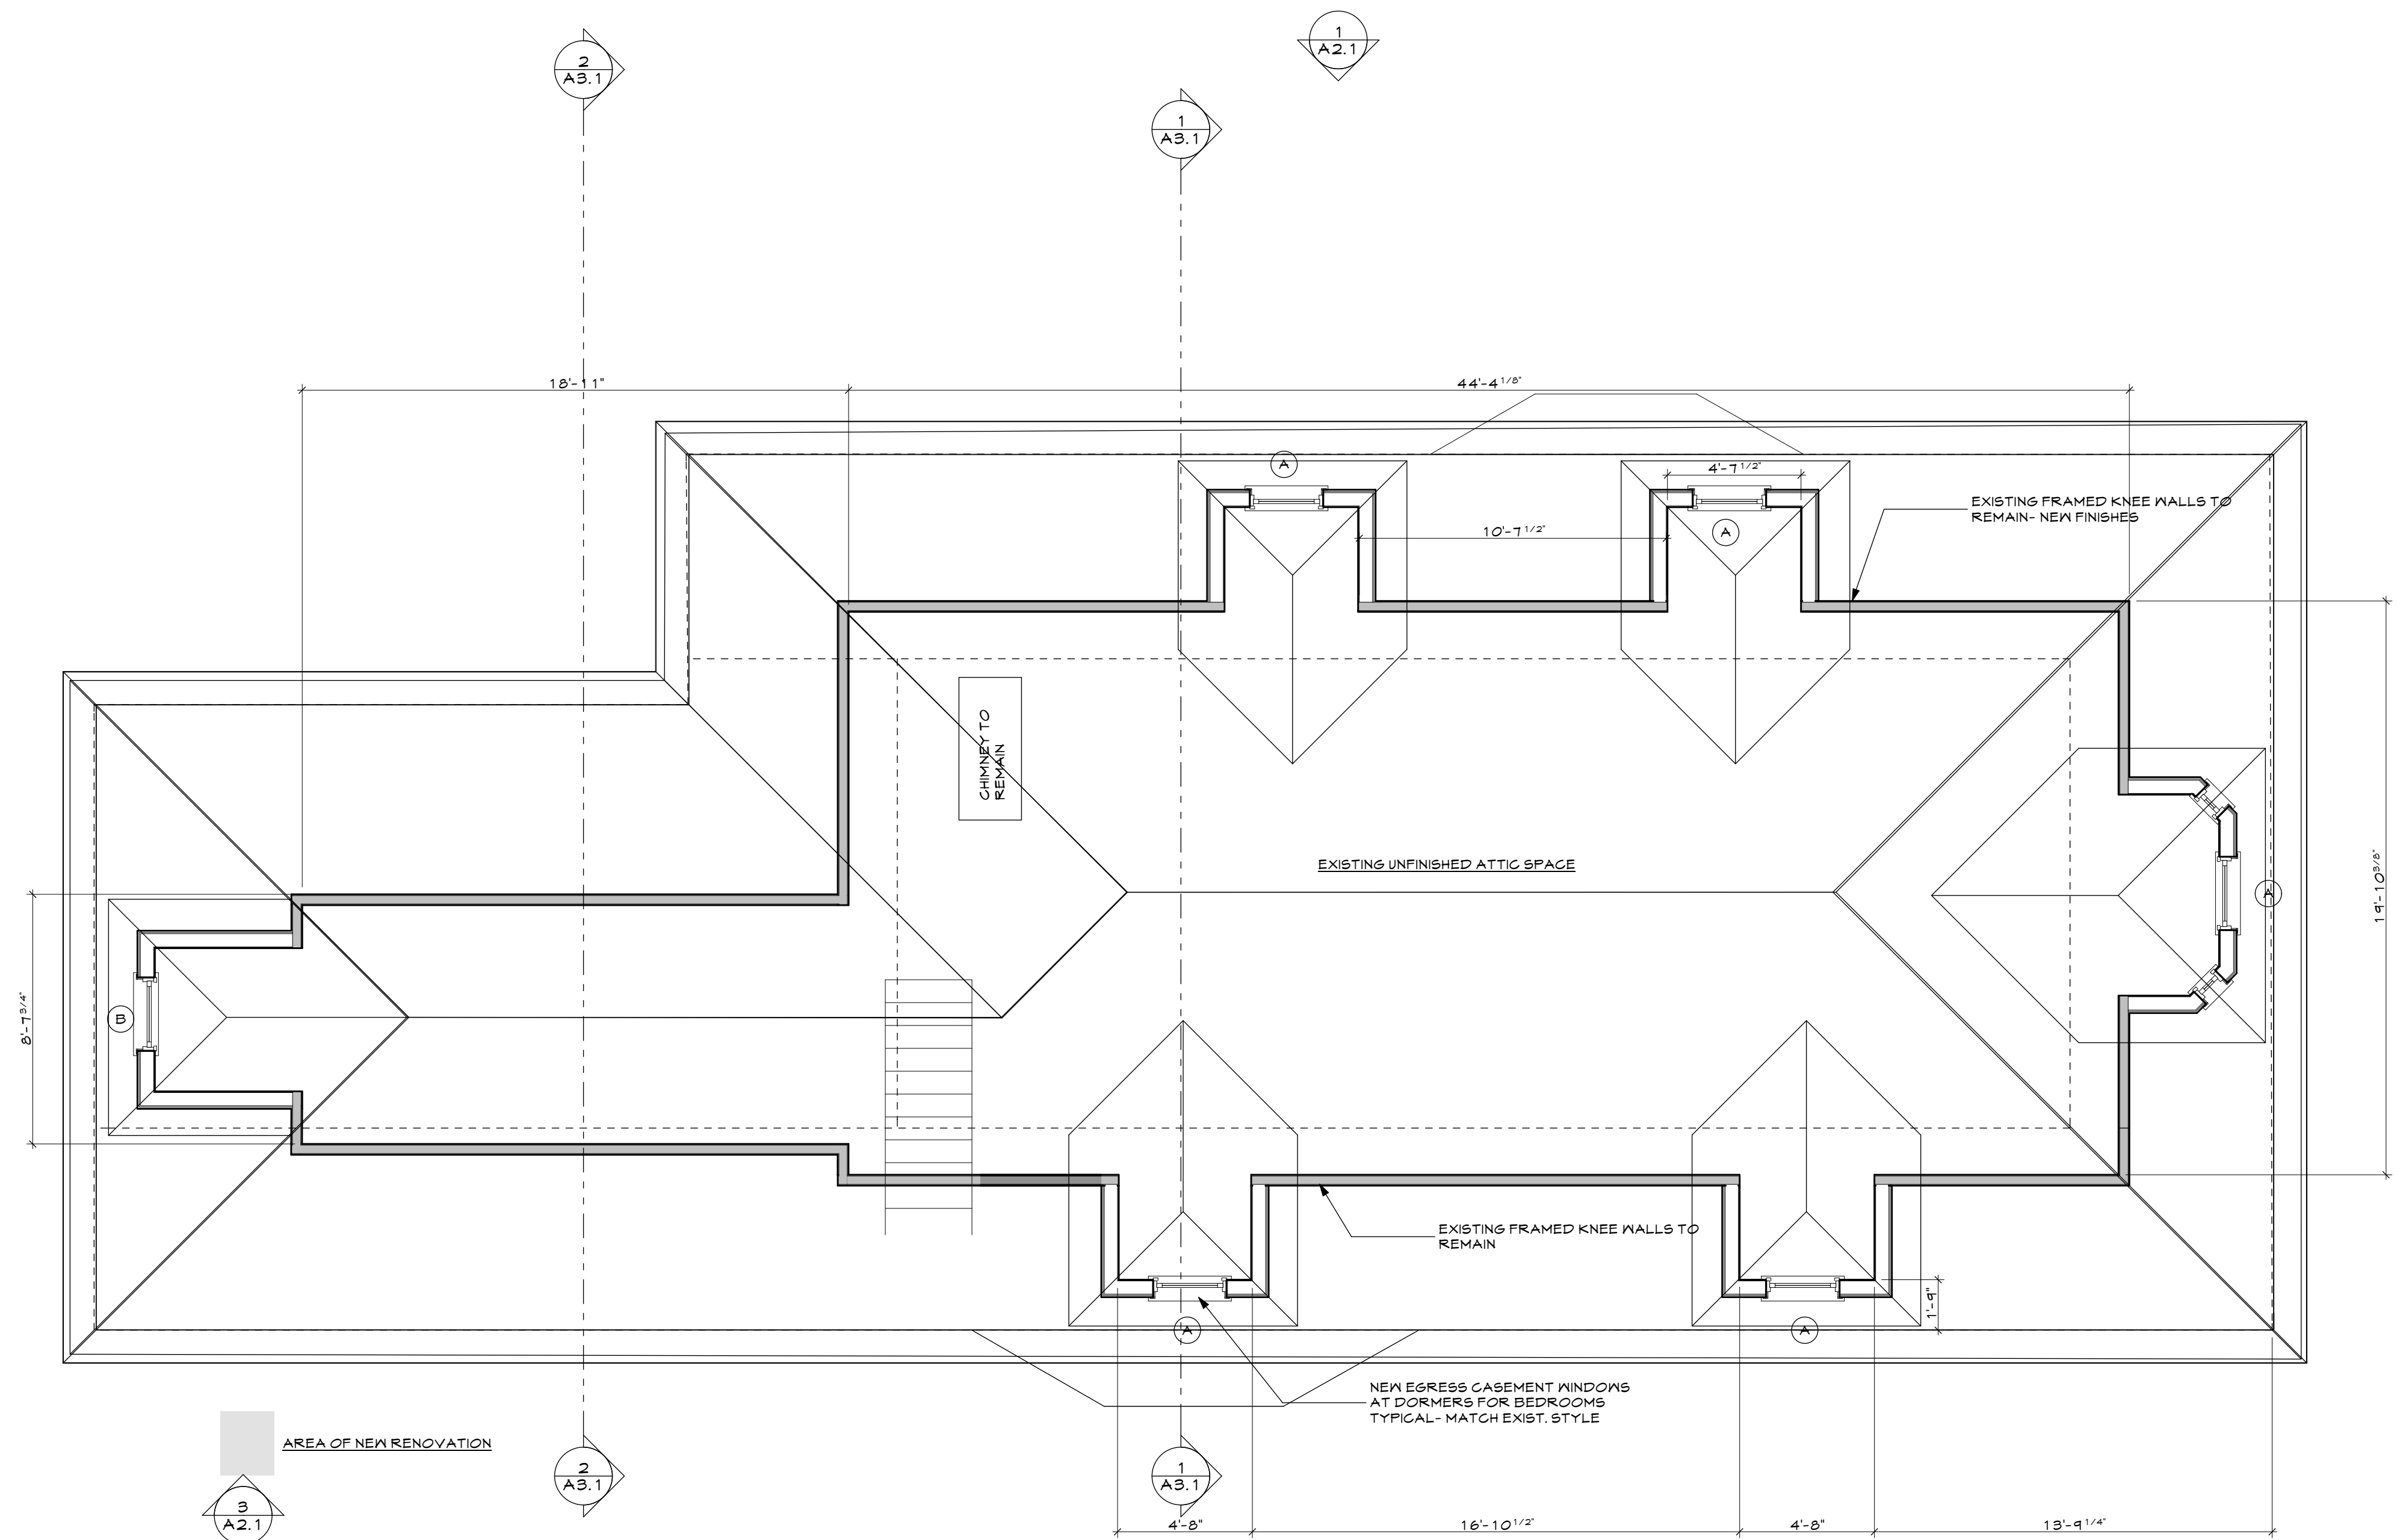 1
A2.1
2
A3.1
1
A3.1
18'-11"
44'-4 1/8"
A
4'-7 1/2"
EXISTING FRAMED KNEE WALLS TO
REMAIN- NEW FINISHES
10'-7 1/2"
A
CHIMNEY TO
REMAIN
EXISTING UNFINISHED ATTIC SPACE
A
19'-10 3/8"
B
8'-7 3/4"
EXISTING FRAMED KNEE WALLS TO
REMAIN
1'-9"
A
A
NEW EGRESS CASEMENT WINDOWS
AT DORMERS FOR BEDROOMS
TYPICAL- MATCH EXIST. STYLE
AREA OF NEW RENOVATION
2
A3.1
1
A3.1
3
A2.1
4'-8"
16'-10 1/2"
4'-8"
13'-9 1/4"